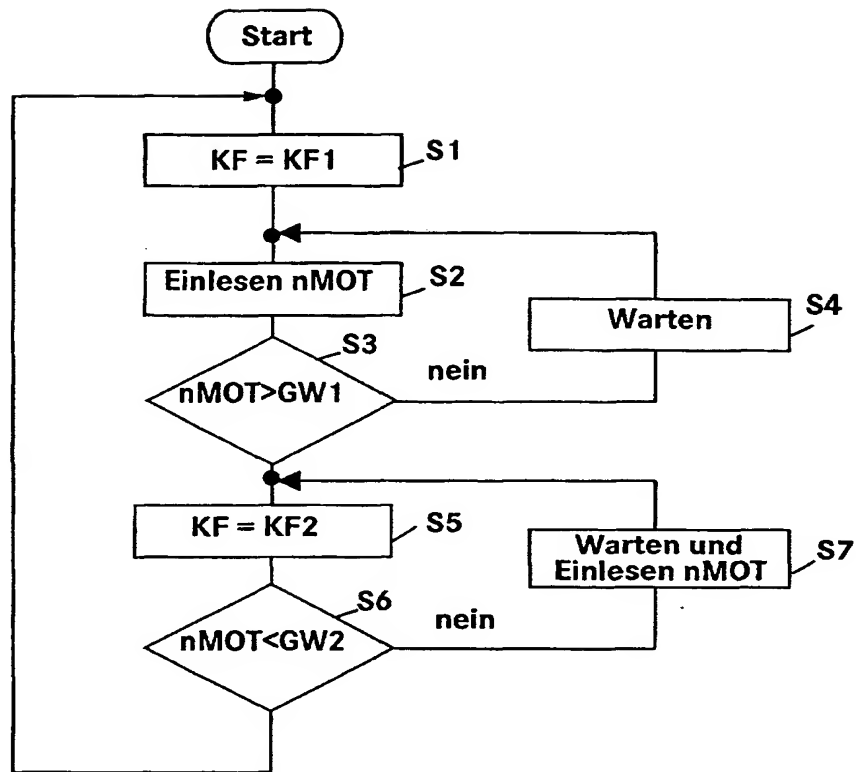 Start
KF = KF1
S1
Einlesen nMOT
S2
Warten
S4
S3
nMOT>GW1
nein
KF = KF2
S5
Warten und
Einlesen nMOT
S7
S6
nMOT<GW2
nein